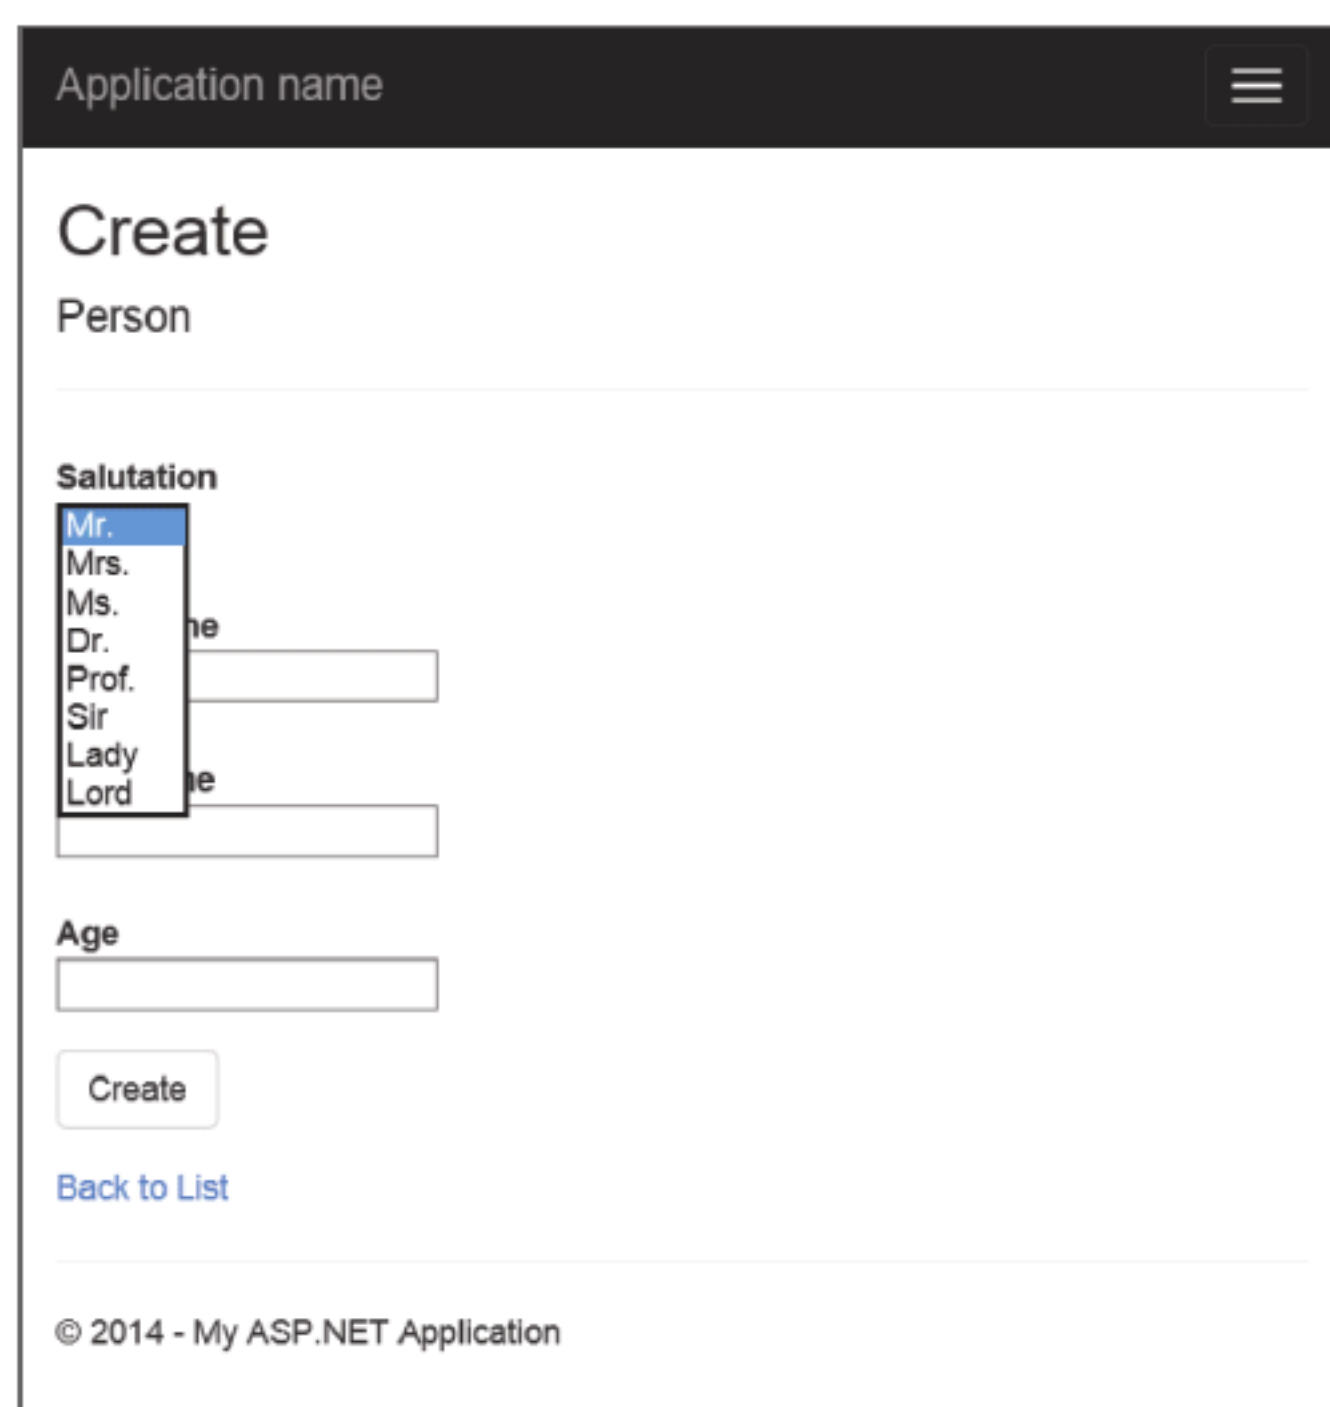 Application name
Create
Person
Salutation
Mr.
Mrs.
Ms.
Dr.
Prof.
Sir
Lady
Lord
Age
Create
Back to List
© 2014 - My ASP.NET Application